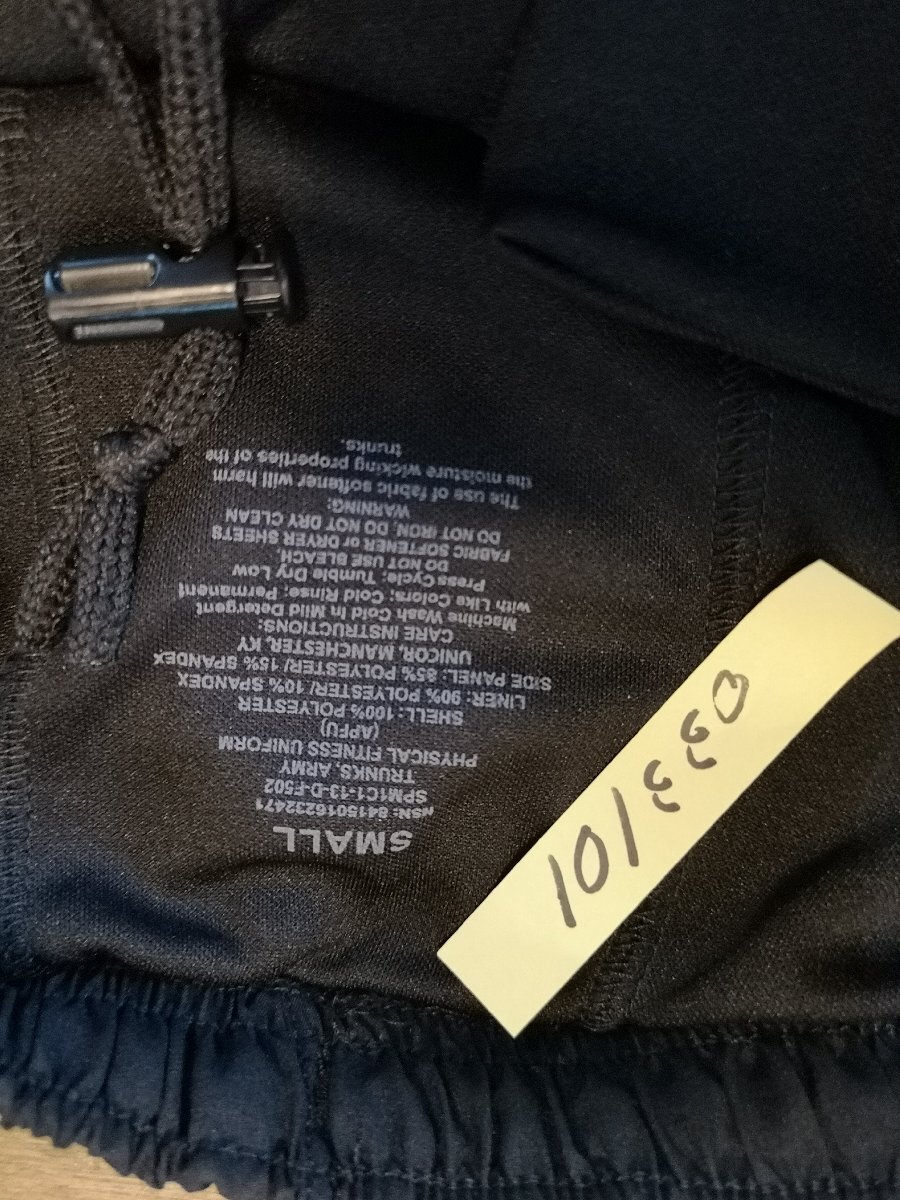 SMALL
NSN: 8415016232471
SPM1C1-13-D-F502
TRUNKS, ARMY
PHYSICAL FITNESS UNIFORM
(APFU)
SHELL: 100% POLYESTER
LINER: 90% POLYESTER/ 10% SPANDEX
SIDE PANEL: 85% POLYESTER/ 15% SPANDEX
UNICOR, MANCHESTER, KY
CARE INSTRUCTIONS:
Machine Wash Cold In Mild Detergent
with Like Colors; Cold Rinse; Permanent
Press Cycle; Tumble Dry Low
DO NOT USE BLEACH,
FABRIC SOFTENER or DRYER SHEETS
DO NOT IRON, DO NOT DRY CLEAN
WARNING:
The use of fabric softener will harm
the moisture wicking properties of the
trunks.